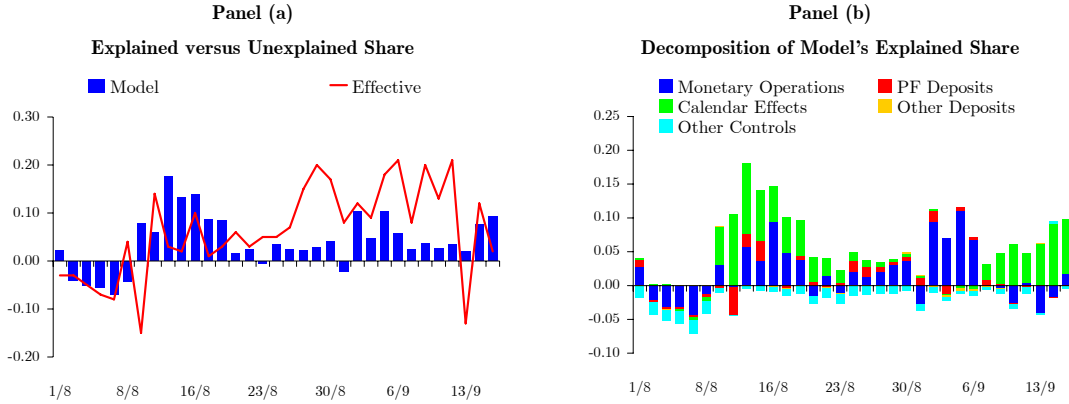 Panel (a)
Explained versus Unexplained Share
Model
Effective
0.30
0.20
0.10
0.00
-0.10
-0.20
1/8
8/8
16/8
23/8
30/8
6/9
13/9
Panel (b)
Decomposition of Model's Explained Share
Monetary Operations
PF Deposits
Calendar Effects
Other Deposits
Other Controls
0.25
0.20
0.15
0.10
0.05
0.00
-0.05
-0.10
1/8
8/8
16/8
23/8
30/8
6/9
13/9